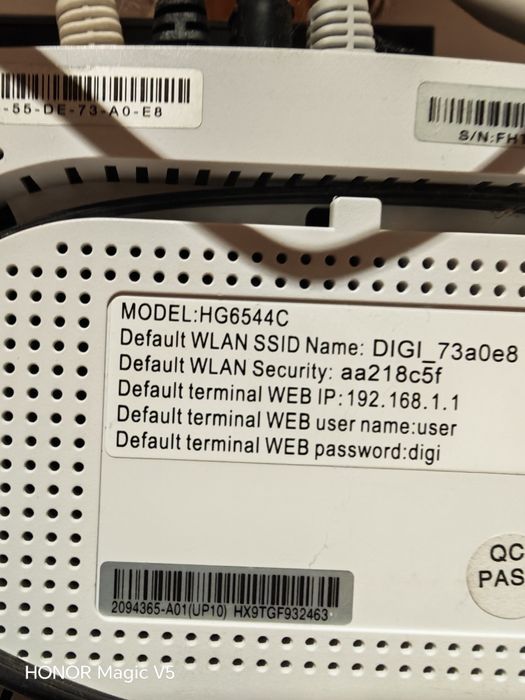 -55-DE-73-A0-E8
S/N:FH
MODEL:HG6544C
Default WLAN SSID Name: DIGI_73a0e8
Default WLAN Security: aa218c5f
Default terminal WEB IP:192.168.1.1
Default terminal WEB user name:user
Default terminal WEB password:digi
QC
PAS
2094365-A01(UP10) HX9TGF932463
HONOR Magic V5